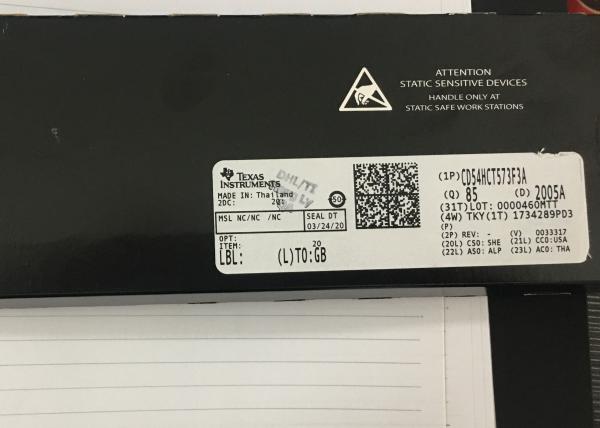 ATTENTION
STATIC SENSITIVE DEVICES
HANDLE ONLY AT
STATIC SAFE WORK STATIONS
TEXAS
INSTRUMENTS
MADE IN: Thailand
2DC: 2Q:
MSL NC/NC /NC
SEAL DT
03/24/20
OPT:
ITEM: 20
LBL: (L)TO:GB
DHL/TI
(1P) CD54HCT573F3A
(Q) 85 (D) 2005A
(31T) LOT: 0000460MTT
(4W) TKY(1T) 1734289PD3
(P)
(2P) REV: - (V) 0033317
(20L) CSO: SHE (21L) CCO:USA
(22L) ASO: ALP (23L) ACO: THA